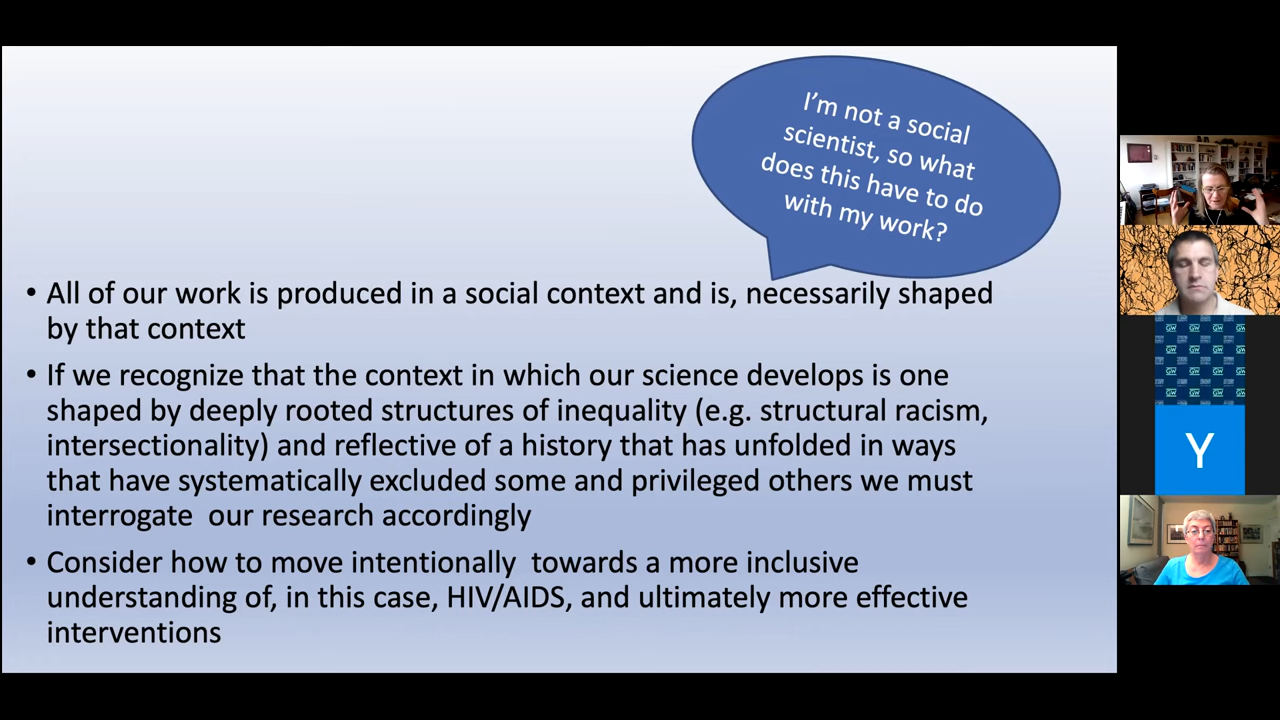 I'm not a social
scientist, so what
does this have to do
with my work?
• All of our work is produced in a social context and is, necessarily shaped
by that context
• If we recognize that the context in which our science develops is one
shaped by deeply rooted structures of inequality (e.g. structural racism,
intersectionality) and reflective of a history that has unfolded in ways
that have systematically excluded some and privileged others we must
interrogate  our research accordingly
• Consider how to move intentionally  towards a more inclusive
understanding of, in this case, HIV/AIDS, and ultimately more effective
interventions
GW
Y